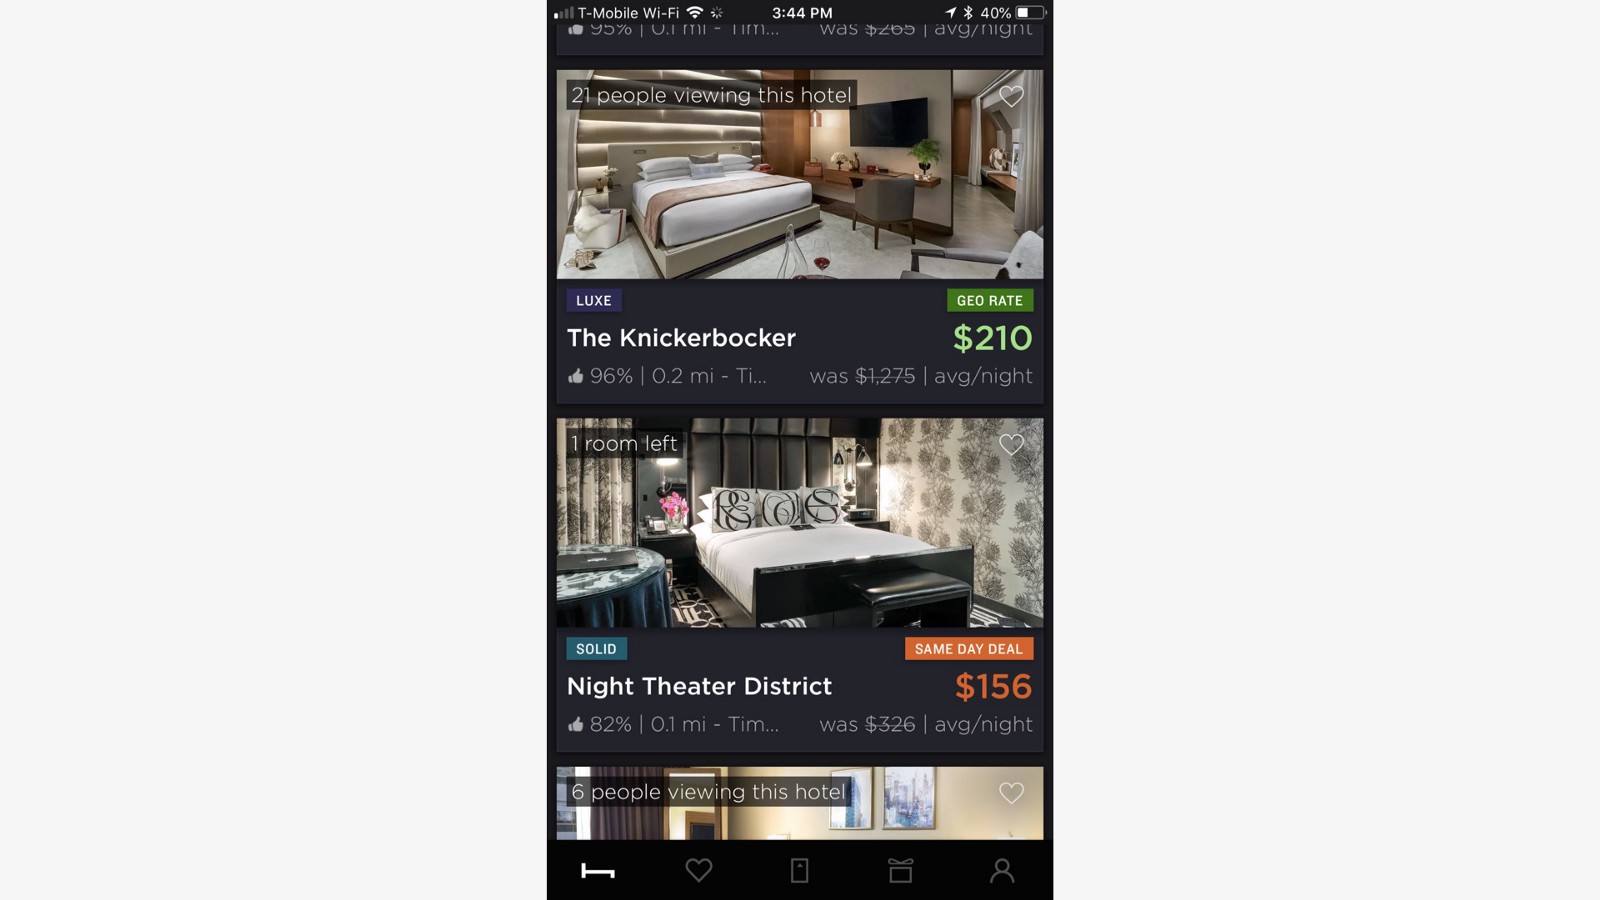 T-Mobile Wi-Fi 3:44 PM 40%
95% | 0.1 mi - Tim... was $265 | avg/night
21 people viewing this hotel
LUXE GEO RATE
The Knickerbocker $210
96% | 0.2 mi - Ti... was $1,275 | avg/night
1 room left
SOLID SAME DAY DEAL
Night Theater District $156
82% | 0.1 mi - Tim... was $326 | avg/night
6 people viewing this hotel